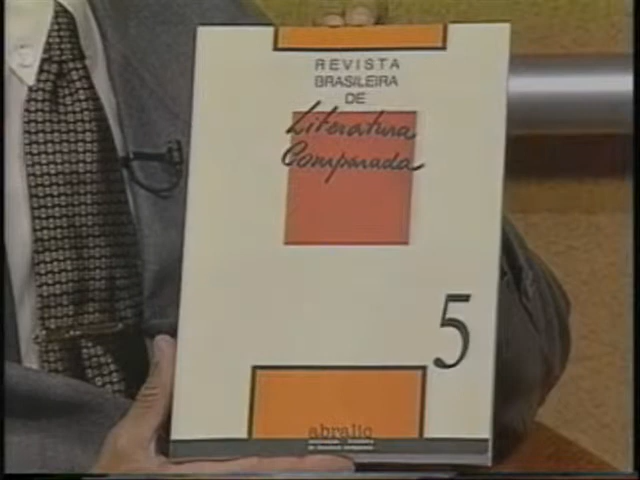 REVISTA
BRASILEIRA
DE
Literatura
Comparada
5
abralic